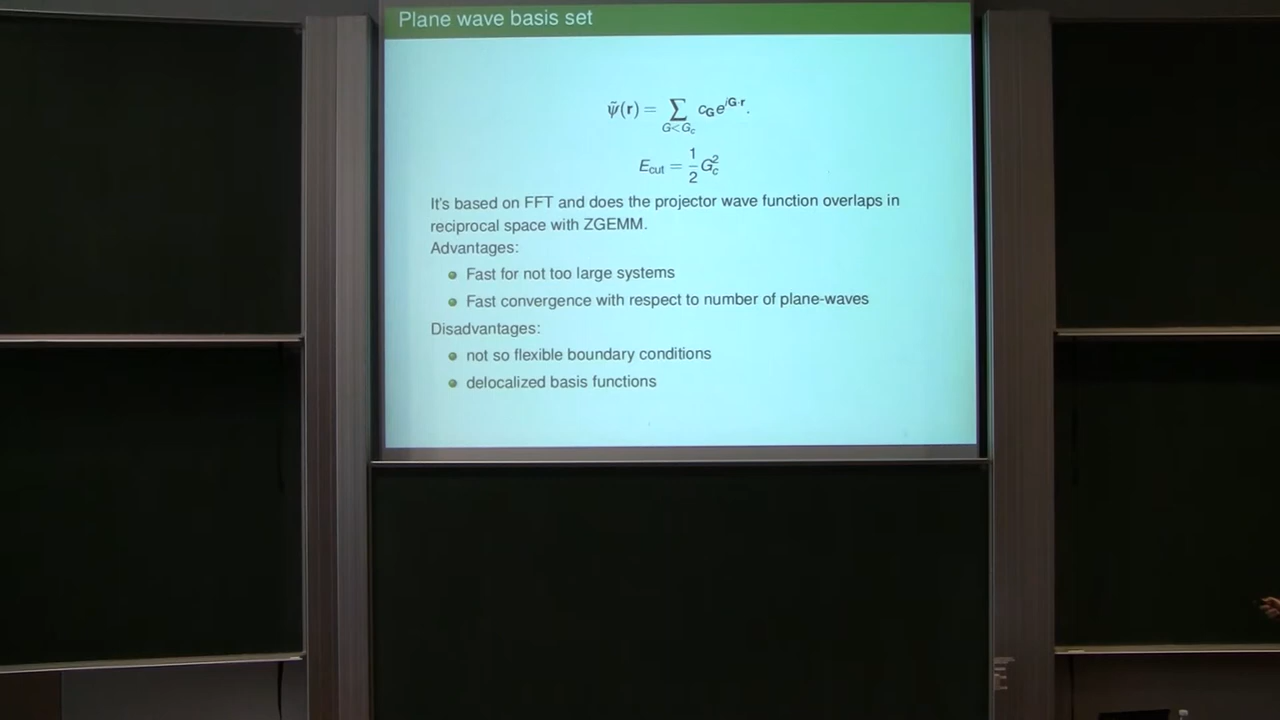 Plane wave basis set
ψ̃(r) = ∑ c_G e^{iG·r}.
G<G_c
E_cut = 1/2 G_c^2
It's based on FFT and does the projector wave function overlaps in
reciprocal space with ZGEMM.
Advantages:
Fast for not too large systems
Fast convergence with respect to number of plane-waves
Disadvantages:
not so flexible boundary conditions
delocalized basis functions